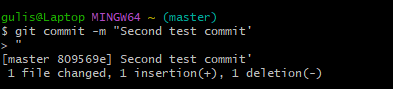 gulis@Laptop MINGW64 ~ (master)
$ git commit -m "Second test commit'
> "
[master 809569e] Second test commit'
 1 file changed, 1 insertion(+), 1 deletion(-)